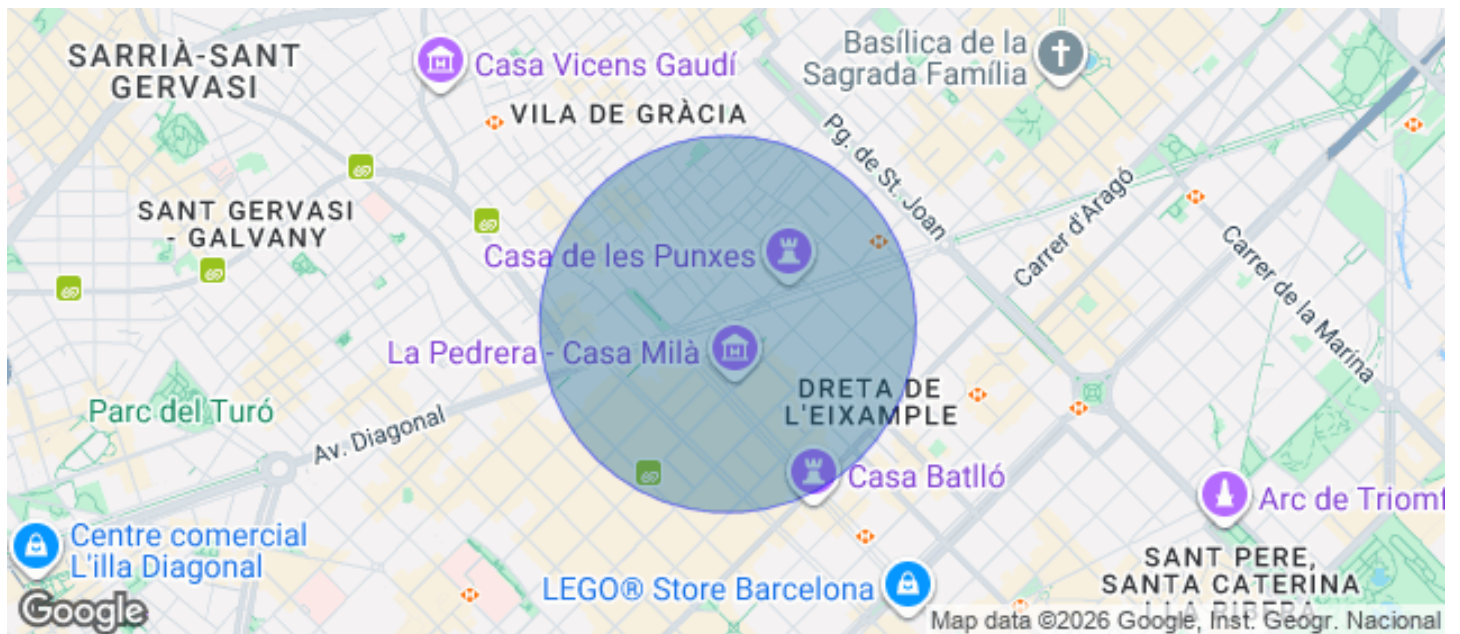 SARRIÀ-SANT
GERVASI
Casa Vicens Gaudí
Basílica de la
Sagrada Família
VILA DE GRÀCIA
Pg. de St. Joan
Carrer d'Aragó
SANT GERVASI
- GALVANY
Casa de les Punxes
Carrer de la Marina
La Pedrera - Casa Milà
DRETA DE
L'EIXAMPLE
Parc del Turó
Av. Diagonal
Casa Batlló
Arc de Triomf
Centre comercial
L'illa Diagonal
SANT PERE,
SANTA CATERINA
I LA RIBERA
LEGO® Store Barcelona
Google
Map data ©2026 Google, Inst. Geogr. Nacional